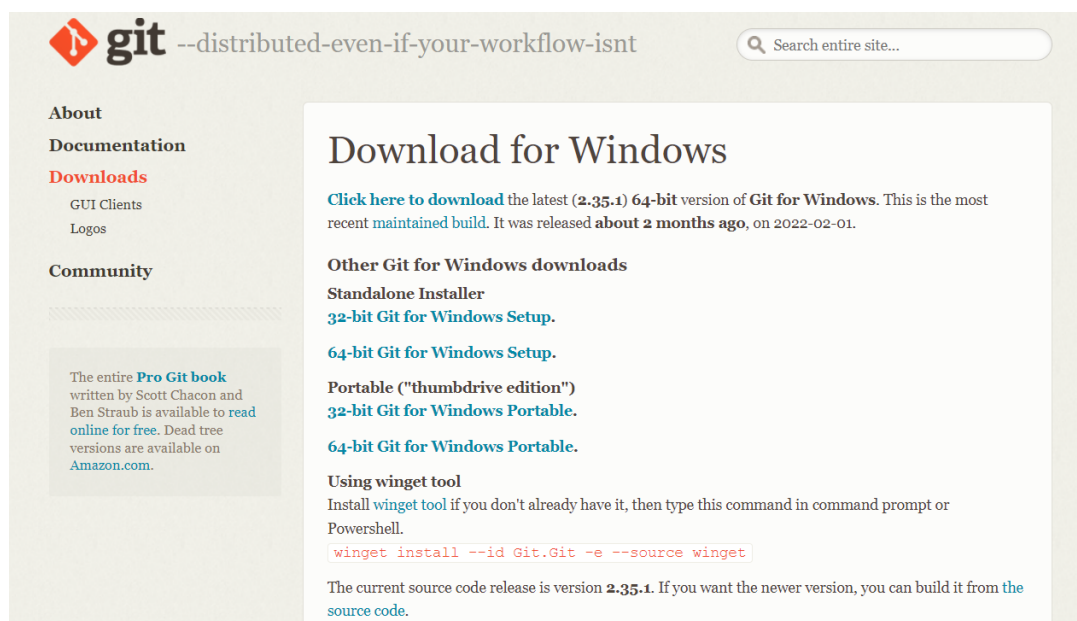 git --distributed-even-if-your-workflow-isnt
Search entire site...
About
Documentation
Downloads
GUI Clients
Logos
Community
The entire Pro Git book
written by Scott Chacon and
Ben Straub is available to read
online for free. Dead tree
versions are available on
Amazon.com.
Download for Windows
Click here to download the latest (2.35.1) 64-bit version of Git for Windows. This is the most
recent maintained build. It was released about 2 months ago, on 2022-02-01.
Other Git for Windows downloads
Standalone Installer
32-bit Git for Windows Setup.
64-bit Git for Windows Setup.
Portable ("thumbdrive edition")
32-bit Git for Windows Portable.
64-bit Git for Windows Portable.
Using winget tool
Install winget tool if you don't already have it, then type this command in command prompt or
Powershell.
winget install --id Git.Git -e --source winget
The current source code release is version 2.35.1. If you want the newer version, you can build it from the
source code.